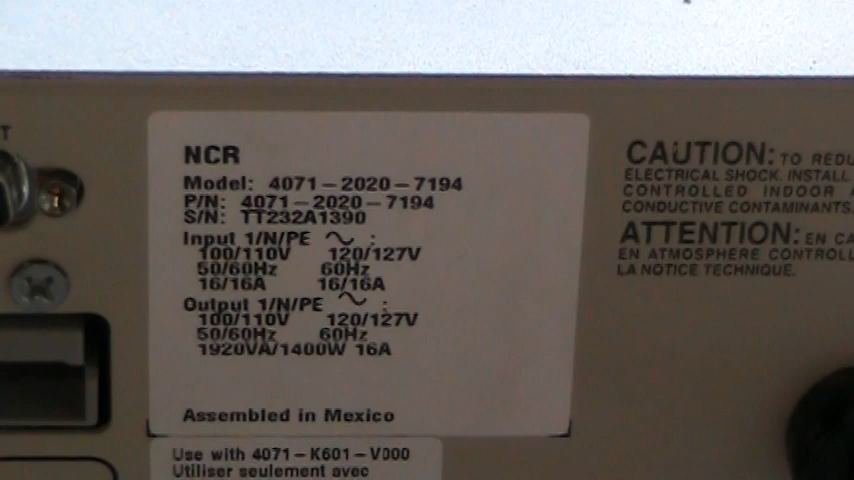 T
NCR
Model: 4071-2020-7194
P/N: 4071-2020-7194
S/N: TT232A1390
Input 1/N/PE ∿ :
100/110V 120/127V
50/60Hz 60Hz
16/16A 16/16A
Output 1/N/PE ∿ :
100/110V 120/127V
50/60Hz 60Hz
1920VA/1400W 16A
Assembled in Mexico
Use with 4071-K601-V000
Utiliser seulement avec
CAUTION: TO REDU
ELECTRICAL SHOCK. INSTALL
CONTROLLED INDOOR A
CONDUCTIVE CONTAMINANTS.
ATTENTION: EN CA
EN ATMOSPHERE CONTROLL
LA NOTICE TECHNIQUE.